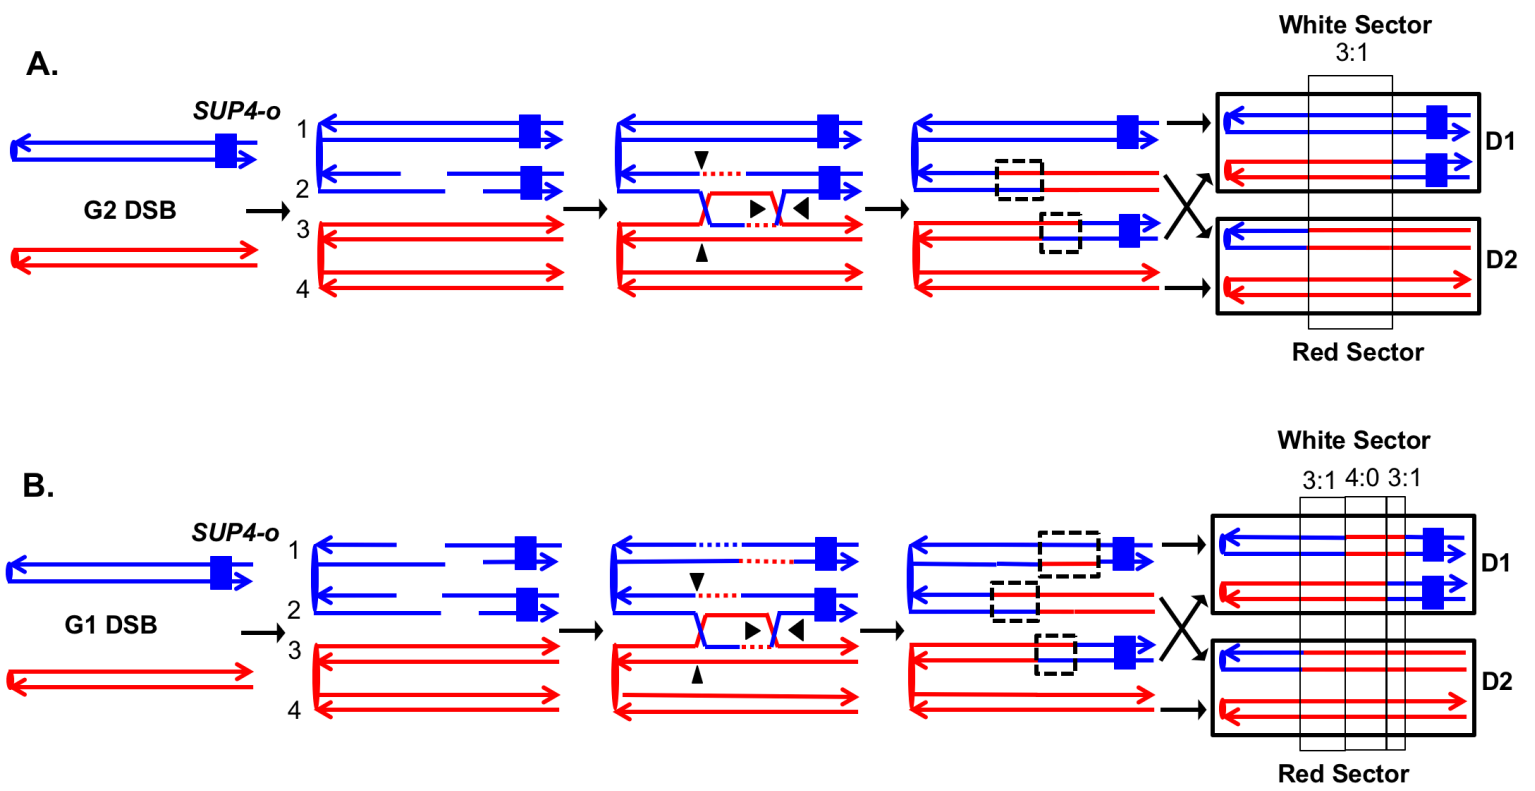 White Sector
3:1
A.
SUP4-o
1
2
G2 DSB
3
4
D1
D2
Red Sector
White Sector
3:1 4:0 3:1
B.
SUP4-o
1
2
G1 DSB
3
4
D1
D2
Red Sector